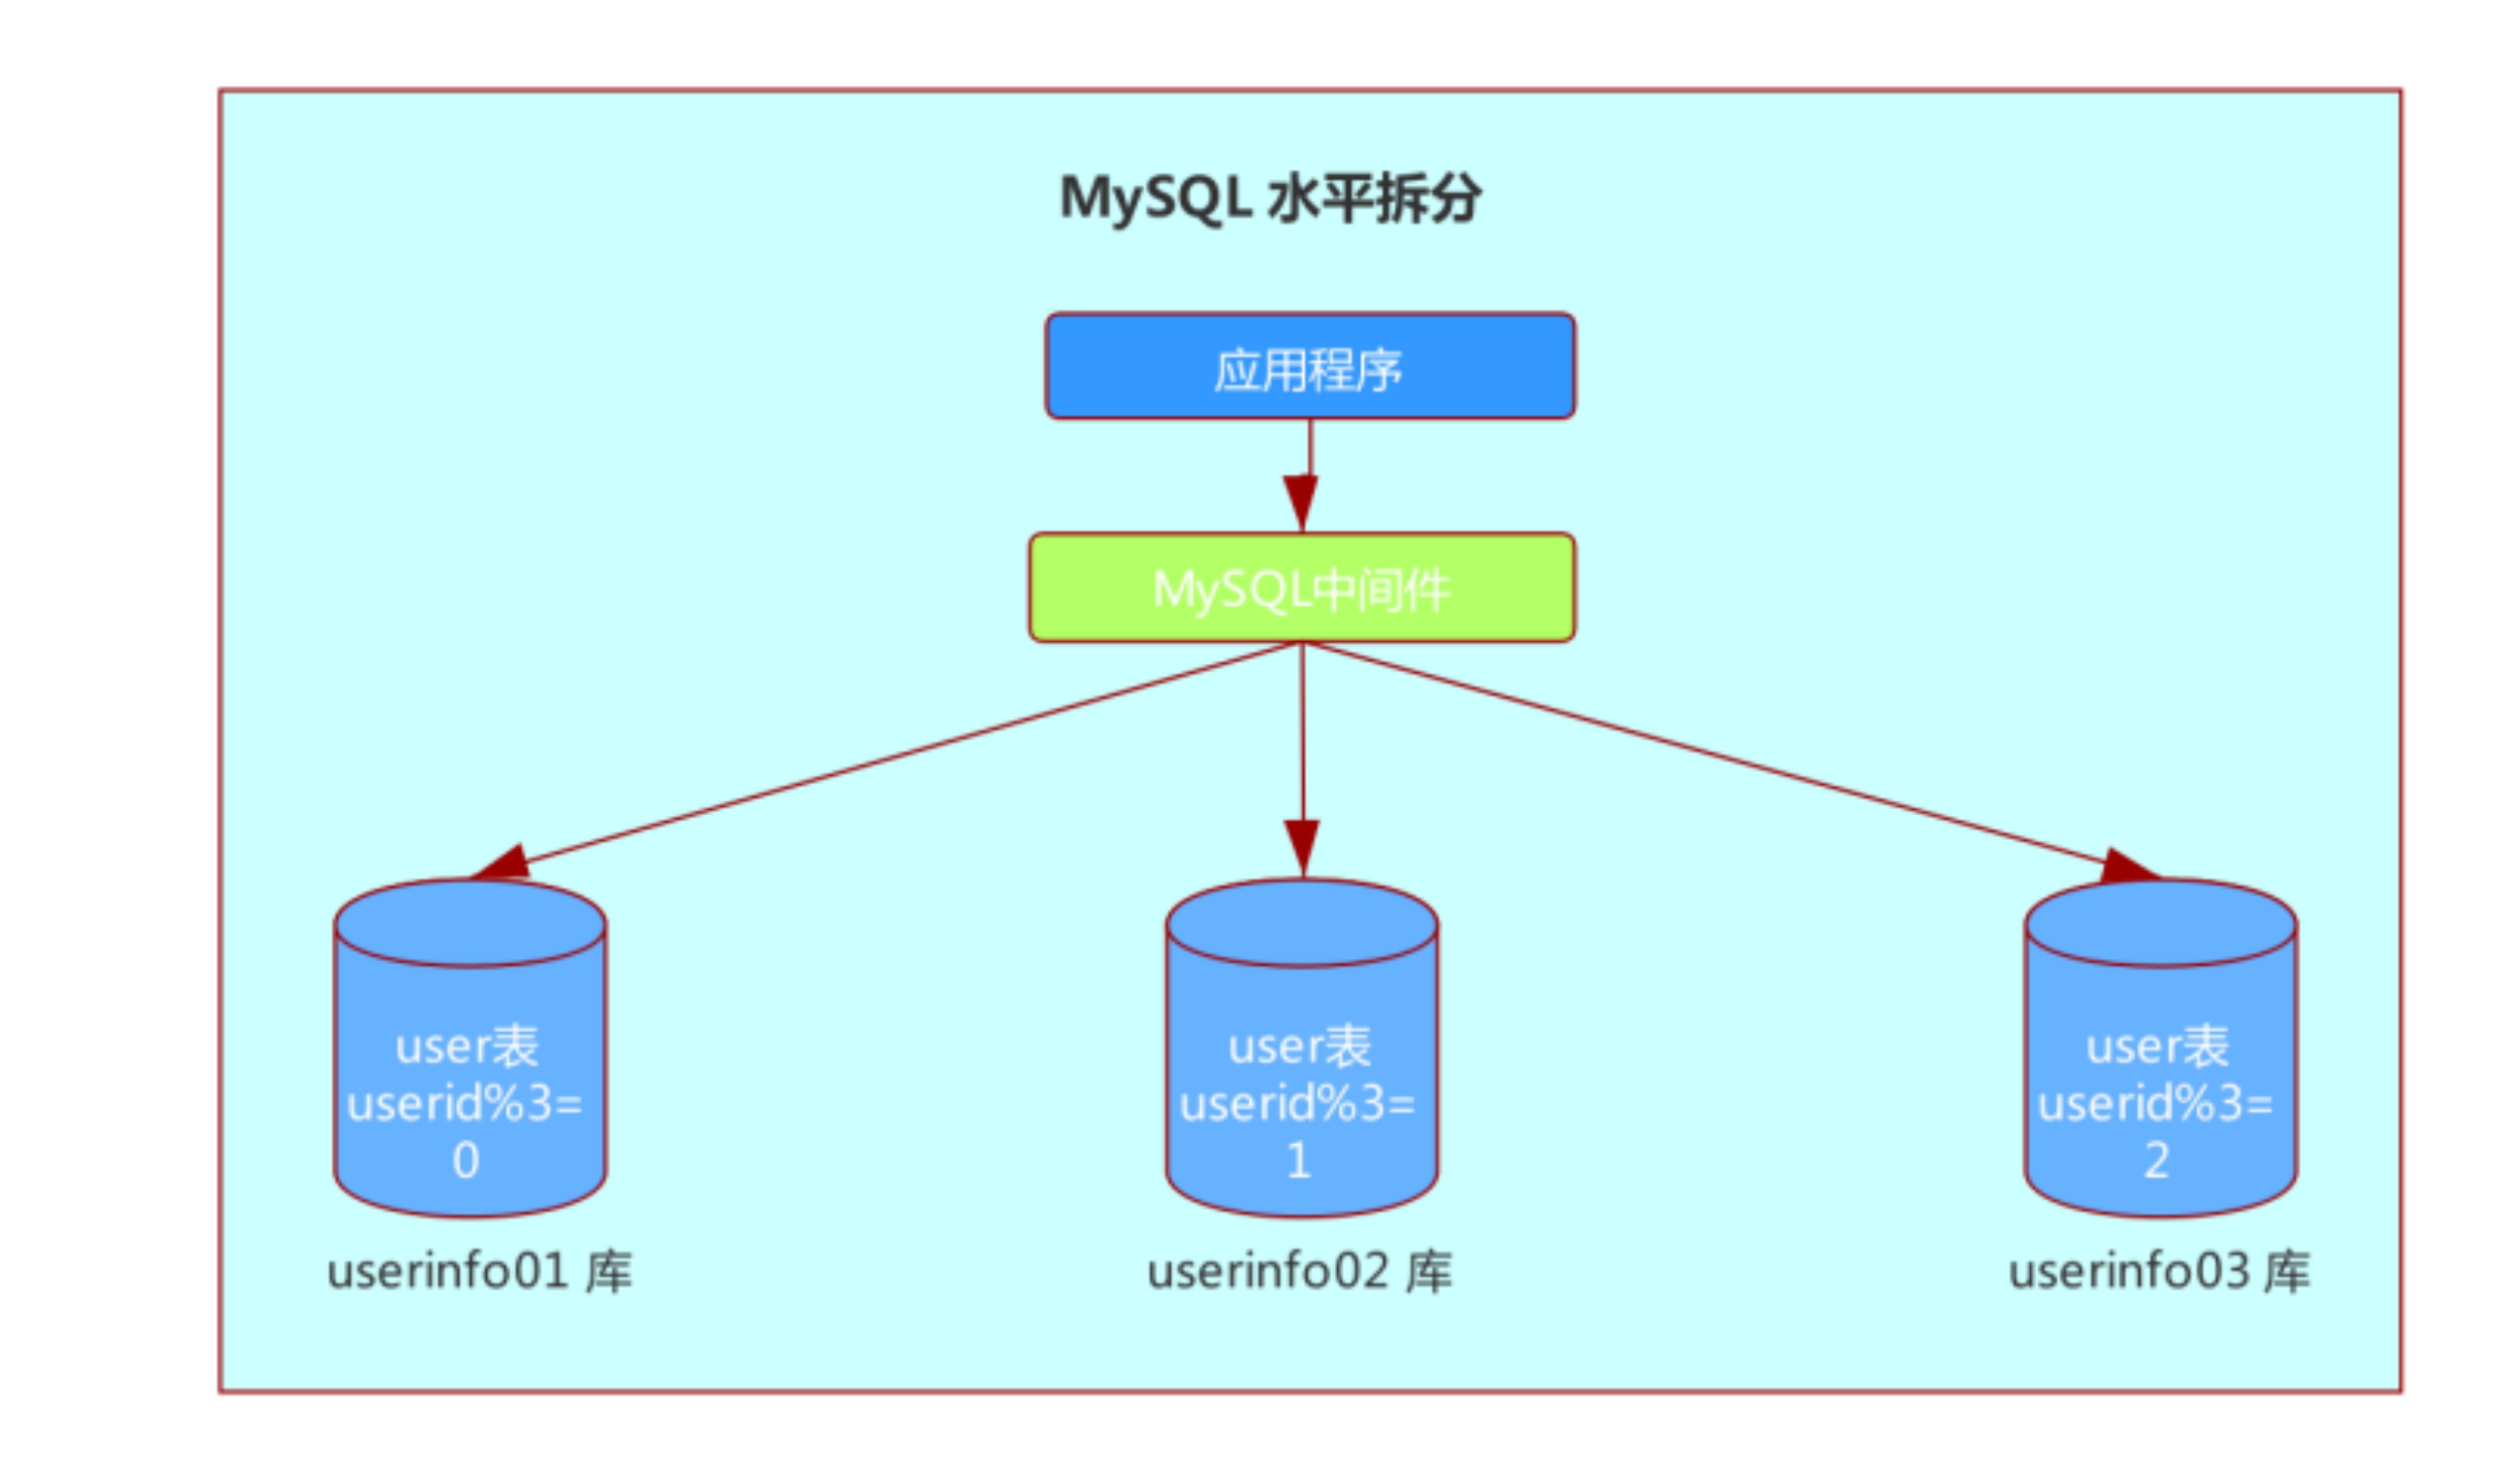 MySQL 水平拆分
应用程序
MySQL中间件
user表
userid%3=
0
user表
userid%3=
1
user表
userid%3=
2
userinfo01 库
userinfo02 库
userinfo03 库